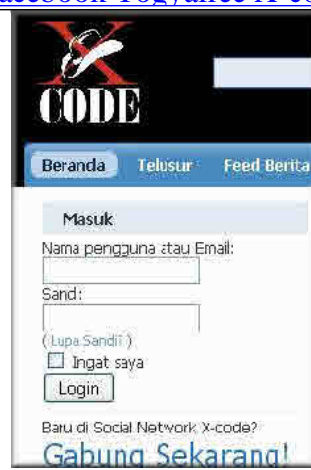 X
CODE
Beranda Telusur Feed Berita
Masuk
Nama pengguna atau Email:
Sandi:
(Lupa Sandi?)
Ingat saya
Login
Baru di Social Network X-code?
Gabung Sekarang!